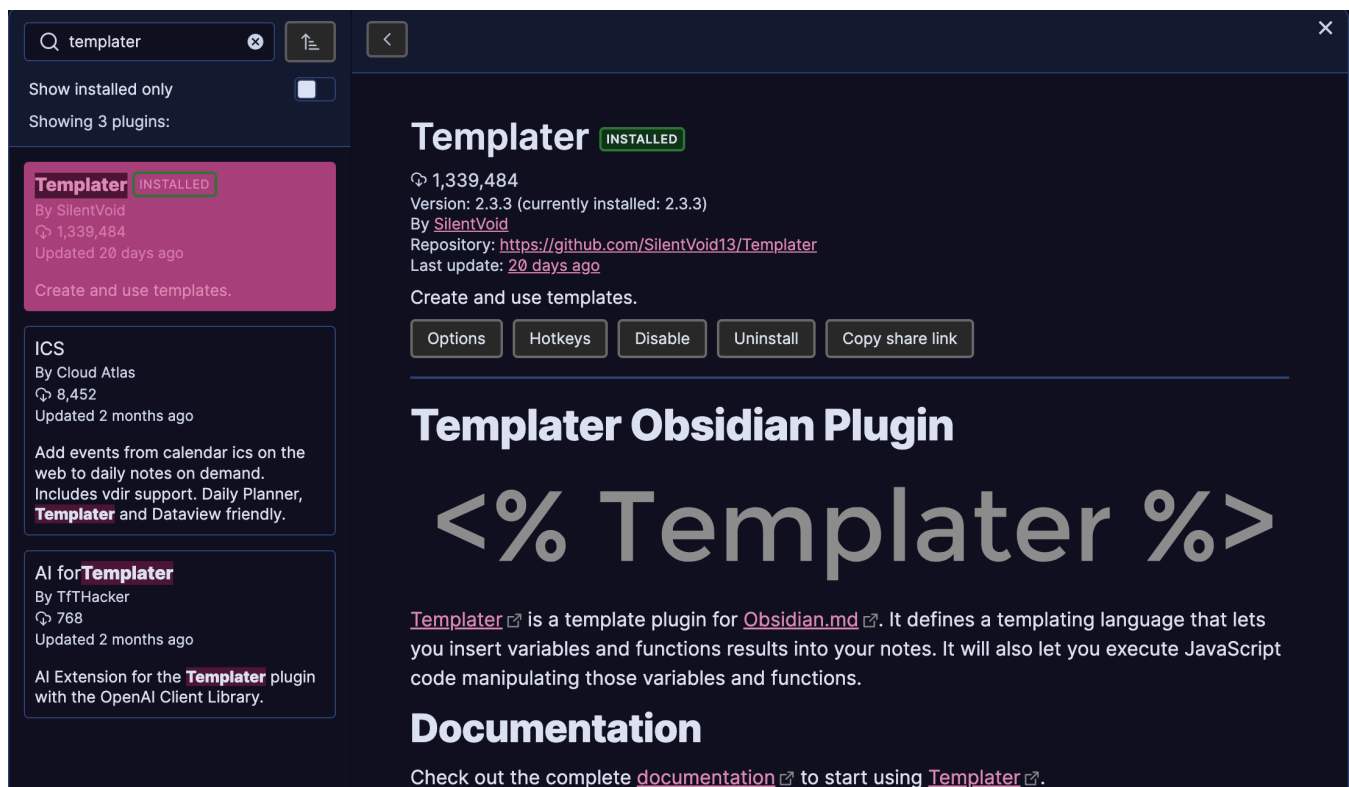 templater
Show installed only
Showing 3 plugins:
Templater INSTALLED
By SilentVoid
1,339,484
Updated 20 days ago
Create and use templates.
ICS
By Cloud Atlas
8,452
Updated 2 months ago
Add events from calendar ics on the
web to daily notes on demand.
Includes vdir support. Daily Planner,
Templater and Dataview friendly.
AI forTemplater
By TfTHacker
768
Updated 2 months ago
AI Extension for the Templater plugin
with the OpenAI Client Library.
Templater INSTALLED
1,339,484
Version: 2.3.3 (currently installed: 2.3.3)
By SilentVoid
Repository: https://github.com/SilentVoid13/Templater
Last update: 20 days ago
Create and use templates.
Options Hotkeys Disable Uninstall Copy share link
Templater Obsidian Plugin
<% Templater %>
Templater is a template plugin for Obsidian.md. It defines a templating language that lets
you insert variables and functions results into your notes. It will also let you execute JavaScript
code manipulating those variables and functions.
Documentation
Check out the complete documentation to start using Templater.